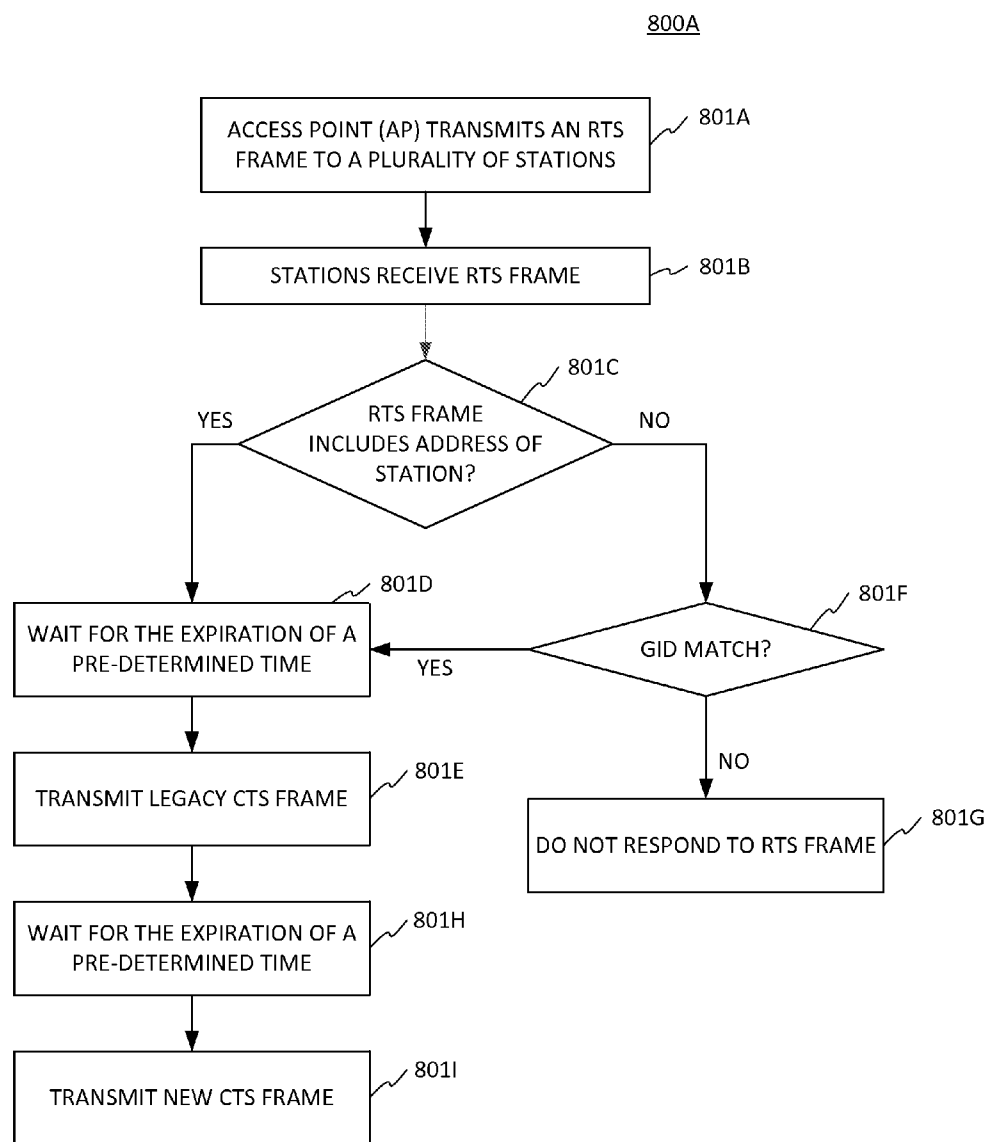 800A
ACCESS POINT (AP) TRANSMITS AN RTS
FRAME TO A PLURALITY OF STATIONS
801A
STATIONS RECEIVE RTS FRAME
801B
801C
RTS FRAME
INCLUDES ADDRESS OF
STATION?
YES
NO
801D
WAIT FOR THE EXPIRATION OF A
PRE-DETERMINED TIME
801F
GID MATCH?
YES
NO
801E
TRANSMIT LEGACY CTS FRAME
801G
DO NOT RESPOND TO RTS FRAME
801H
WAIT FOR THE EXPIRATION OF A
PRE-DETERMINED TIME
801I
TRANSMIT NEW CTS FRAME